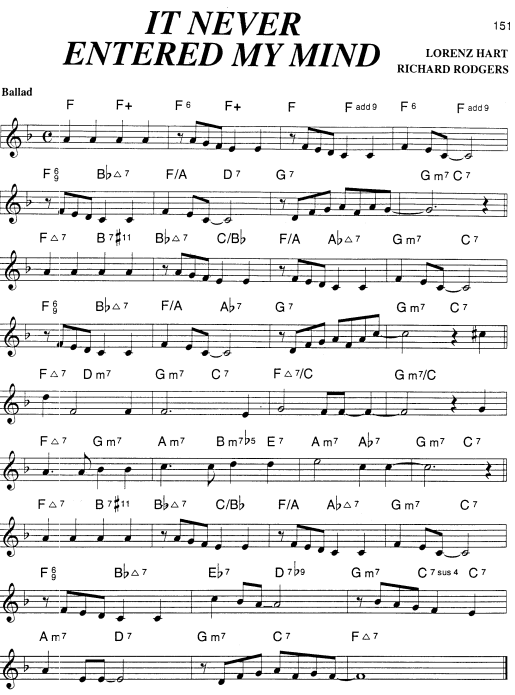 IT NEVER
ENTERED MY MIND
151
LORENZ HART
RICHARD RODGERS
Ballad
F F+ F6 F+ F Fadd9 F6 Fadd9
F6/9 B♭△7 F/A D7 G7 Gm7 C7
F△7 B7♯11 B♭△7 C/B♭ F/A A♭△7 Gm7 C7
F6/9 B♭△7 F/A A♭7 G7 Gm7 C7
F△7 Dm7 Gm7 C7 F△7/C Gm7/C
F△7 Gm7 Am7 Bm7♭5 E7 Am7 A♭7 Gm7 C7
F△7 B7♯11 B♭△7 C/B♭ F/A A♭△7 Gm7 C7
F6/9 B♭△7 E♭7 D7♭9 Gm7 C7sus4 C7
Am7 D7 Gm7 C7 F△7